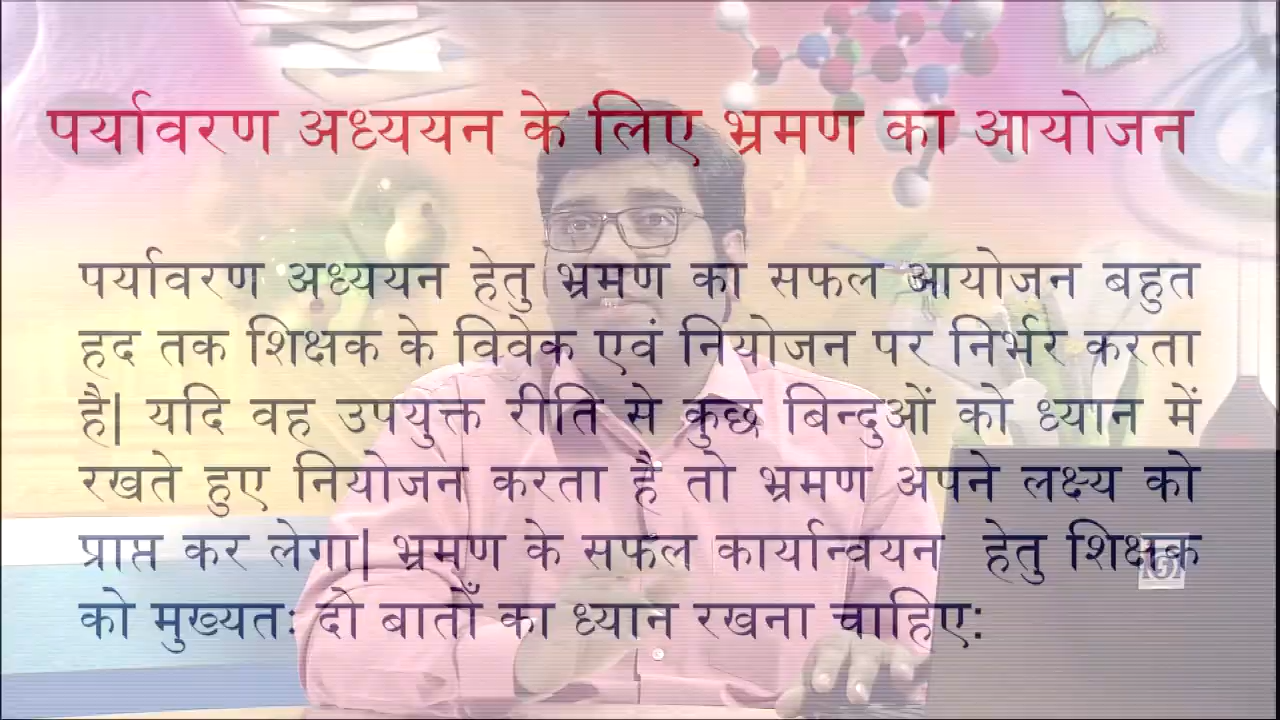 पर्यावरण अध्ययन के लिए भ्रमण का आयोजन
पर्यावरण अध्ययन हेतु भ्रमण का सफल आयोजन बहुत
हद तक शिक्षक के विवेक एवं नियोजन पर निर्भर करता
है| यदि वह उपयुक्त रीति से कुछ बिन्दुओं को ध्यान में
रखते हुए नियोजन करता है तो भ्रमण अपने लक्ष्य को
प्राप्त कर लेगा| भ्रमण के सफल कार्यान्वयन हेतु शिक्षक
को मुख्यतः दो बातों का ध्यान रखना चाहिए: